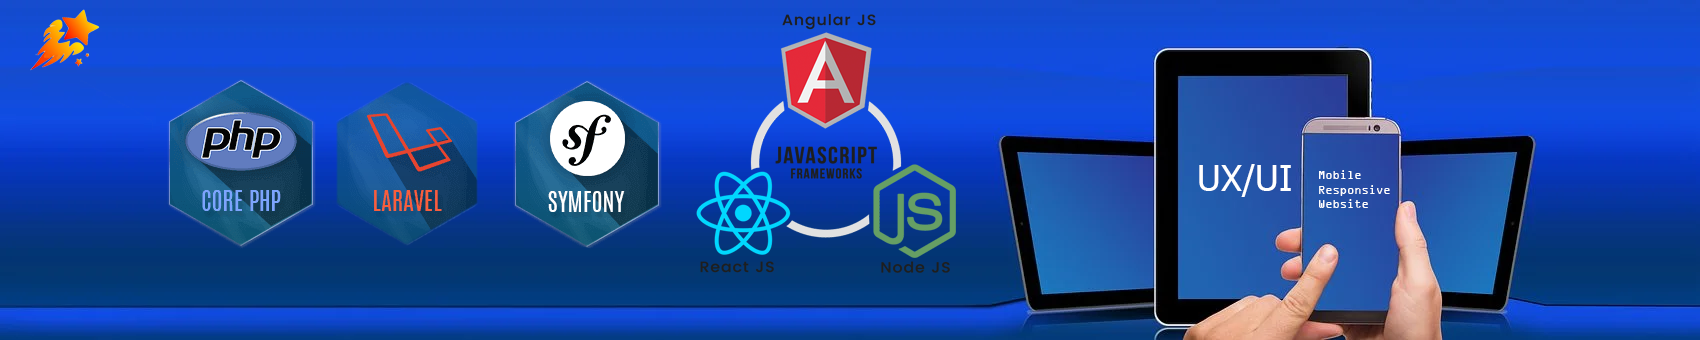 php
CORE PHP
LARAVEL
sf
SYMFONY
Angular JS
A
JAVASCRIPT
FRAMEWORKS
JS
React JS
Node JS
UX/UI
Mobile
Responsive
Website